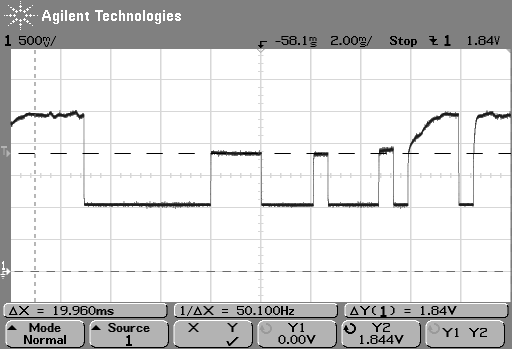 Agilent Technologies
1 500mV/ -58.1ms 2.00ms/ Stop 1 1.84V
T
1
ΔX = 19.960ms 1/ΔX = 50.100Hz ΔY(1) = 1.84V
Mode Source X Y Y1 Y2 Y1 Y2
Normal 1 ✓ 0.00V 1.844V